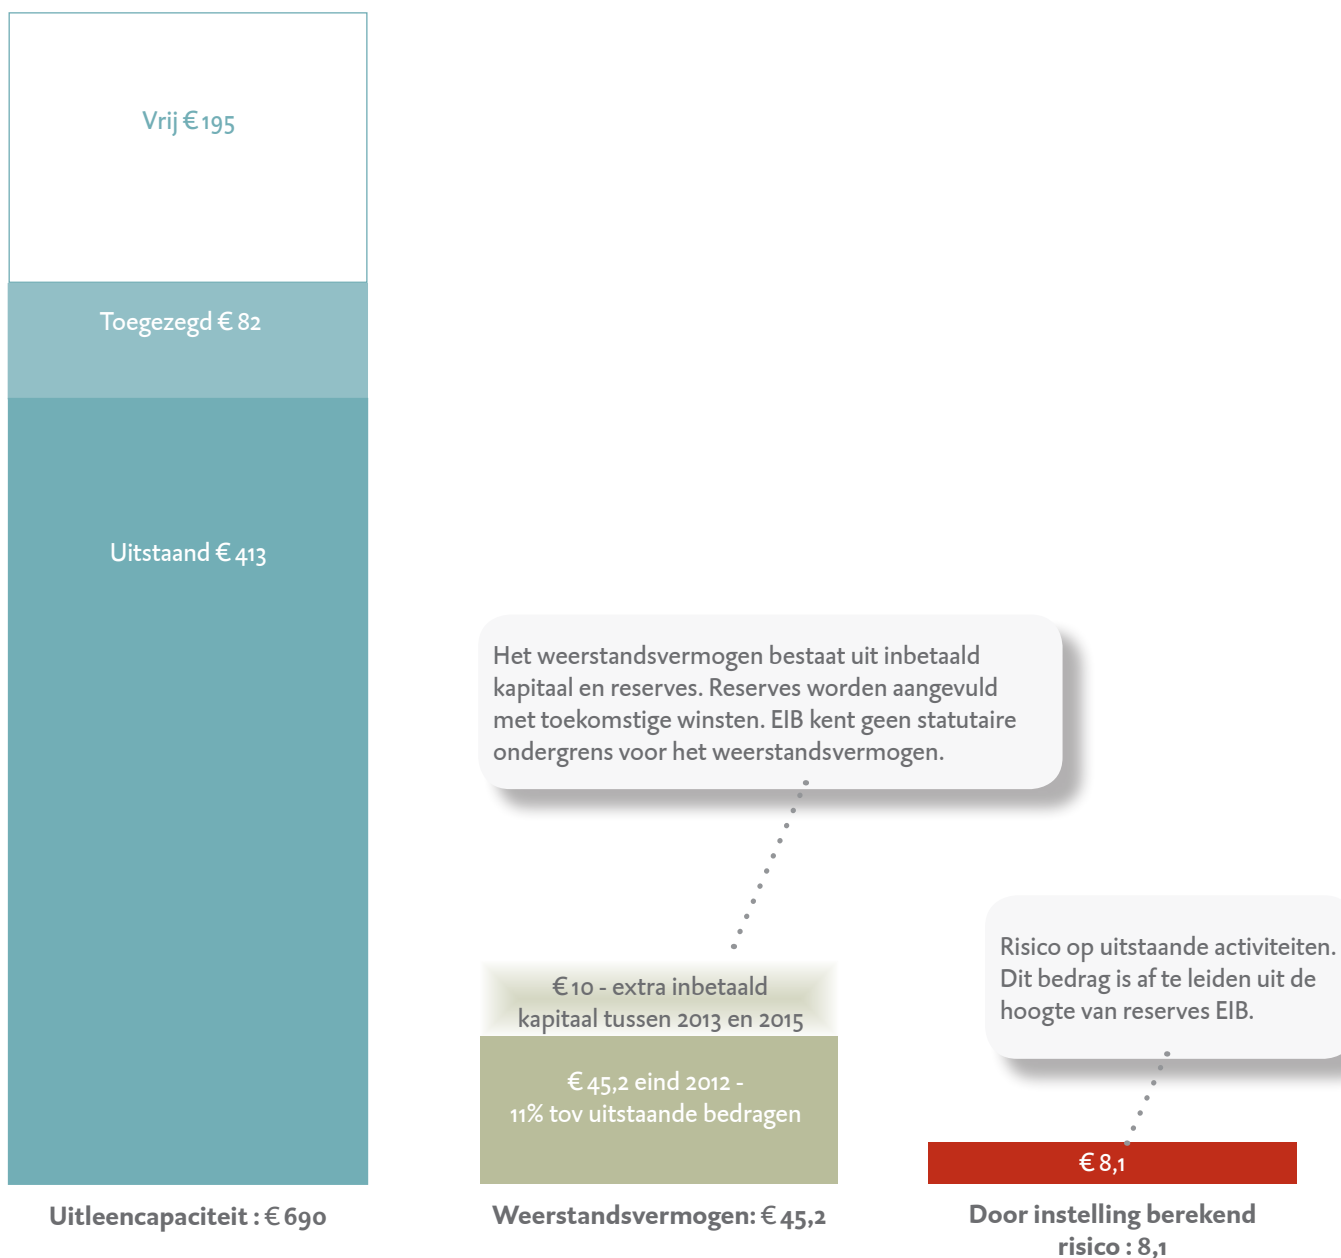 Vrij € 195
Toegezegd € 82
Uitstaand € 413
Uitleencapaciteit : € 690
Het weerstandsvermogen bestaat uit inbetaald
kapitaal en reserves. Reserves worden aangevuld
met toekomstige winsten. EIB kent geen statutaire
ondergrens voor het weerstandsvermogen.
€ 10 - extra inbetaald
kapitaal tussen 2013 en 2015
€ 45,2 eind 2012 -
11% tov uitstaande bedragen
Weerstandsvermogen: € 45,2
Risico op uitstaande activiteiten.
Dit bedrag is af te leiden uit de
hoogte van reserves EIB.
€ 8,1
Door instelling berekend
risico : 8,1